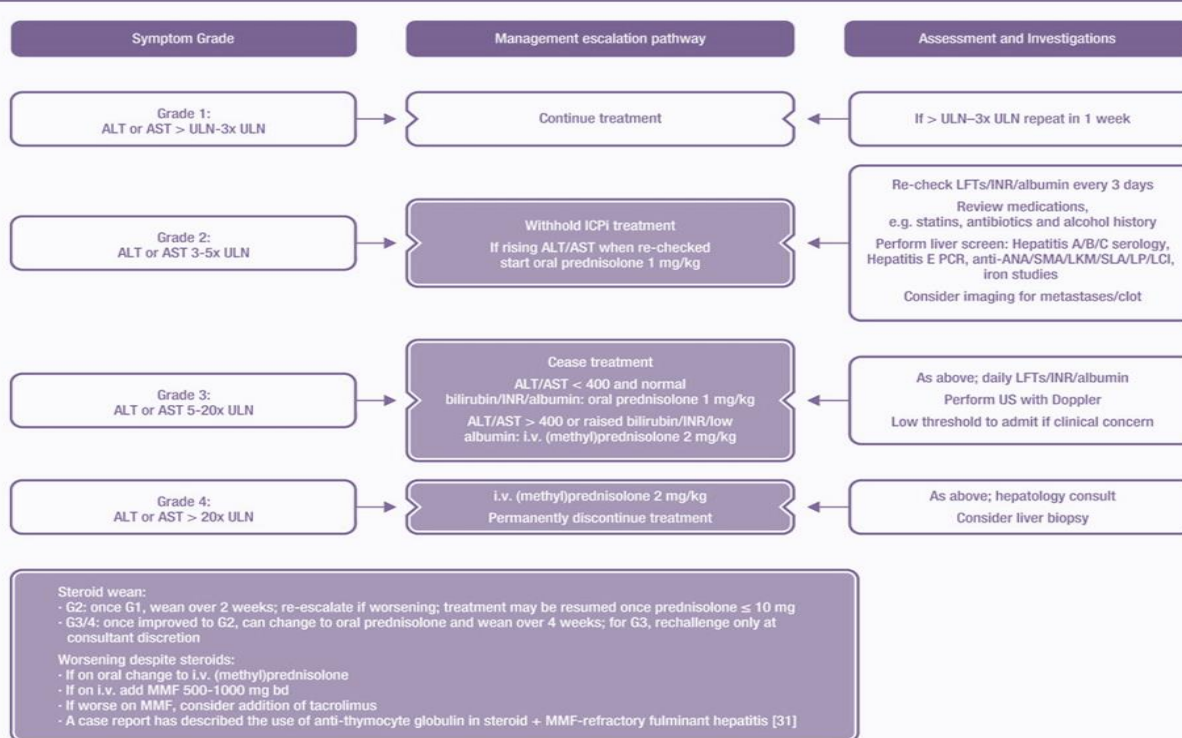 Symptom Grade
Management escalation pathway
Assessment and Investigations
Grade 1:
ALT or AST > ULN-3x ULN
Continue treatment
If > ULN–3x ULN repeat in 1 week
Grade 2:
ALT or AST 3-5x ULN
Withhold ICPi treatment
If rising ALT/AST when re-checked
start oral prednisolone 1 mg/kg
Re-check LFTs/INR/albumin every 3 days
Review medications,
e.g. statins, antibiotics and alcohol history
Perform liver screen: Hepatitis A/B/C serology,
Hepatitis E PCR, anti-ANA/SMA/LKM/SLA/LP/LCI,
iron studies
Consider imaging for metastases/clot
Grade 3:
ALT or AST 5-20x ULN
Cease treatment
ALT/AST < 400 and normal
bilirubin/INR/albumin: oral prednisolone 1 mg/kg
ALT/AST > 400 or raised bilirubin/INR/low
albumin: i.v. (methyl)prednisolone 2 mg/kg
As above; daily LFTs/INR/albumin
Perform US with Doppler
Low threshold to admit if clinical concern
Grade 4:
ALT or AST > 20x ULN
i.v. (methyl)prednisolone 2 mg/kg
Permanently discontinue treatment
As above; hepatology consult
Consider liver biopsy
Steroid wean:
· G2: once G1, wean over 2 weeks; re-escalate if worsening; treatment may be resumed once prednisolone ≤ 10 mg
· G3/4: once improved to G2, can change to oral prednisolone and wean over 4 weeks; for G3, rechallenge only at
consultant discretion
Worsening despite steroids:
· If on oral change to i.v. (methyl)prednisolone
· If on i.v. add MMF 500-1000 mg bd
· If worse on MMF, consider addition of tacrolimus
· A case report has described the use of anti-thymocyte globulin in steroid + MMF-refractory fulminant hepatitis [31]